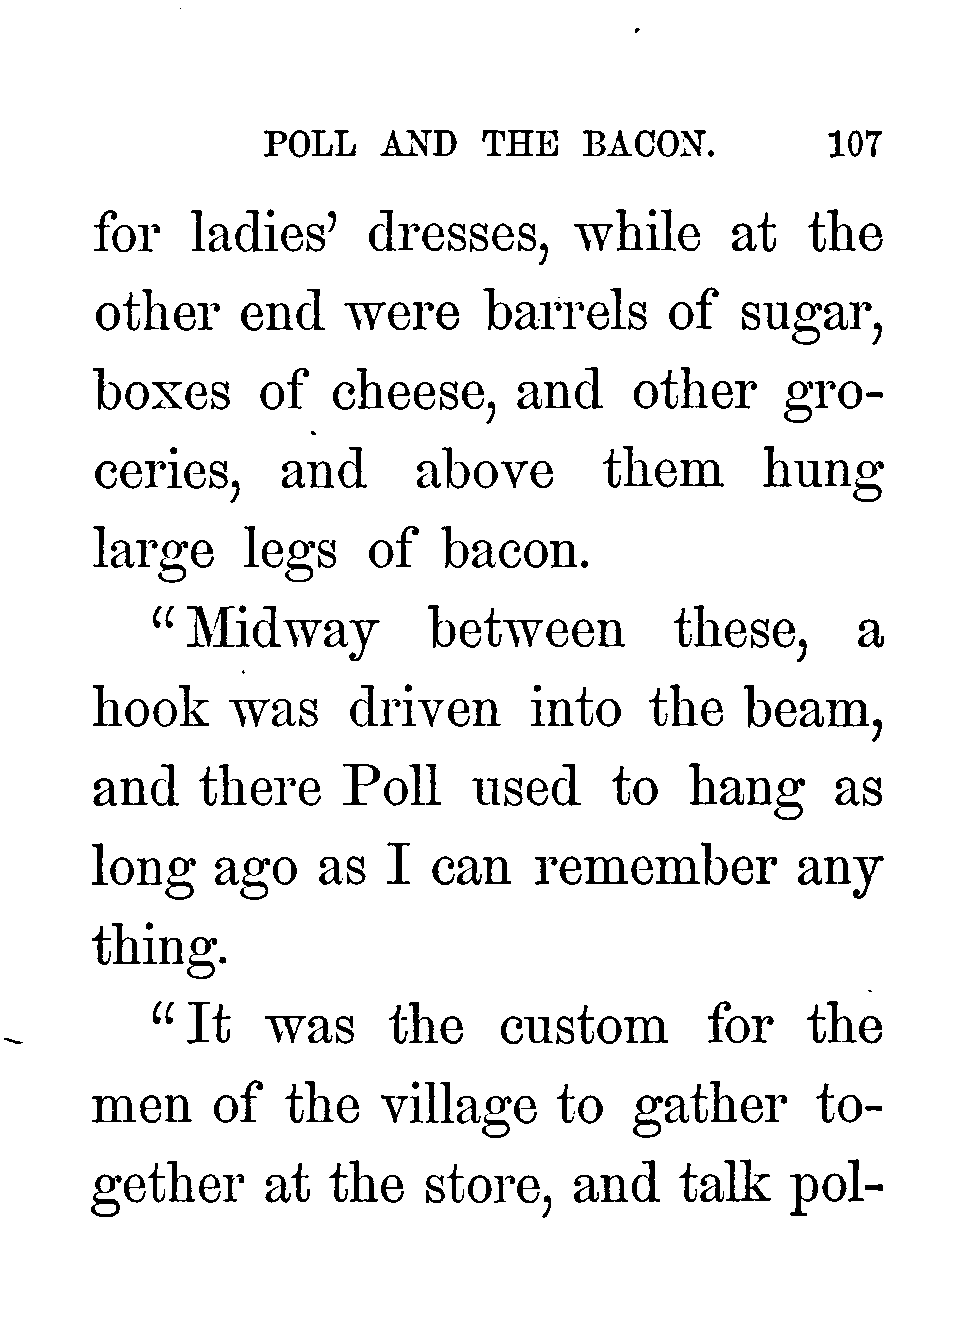 POLL AND THE BACON. 107
for ladies’ dresses, while at the
other end were barrels of sugar,
boxes of cheese, and other gro-
ceries, and above them hung
large legs of bacon.
“Midway between these, a
hook was driven into the beam,
and there Poll used to hang as
long ago as I can remember any
thing.
“It was the custom for the
men of the village to gather to-
gether at the store, and talk pol-